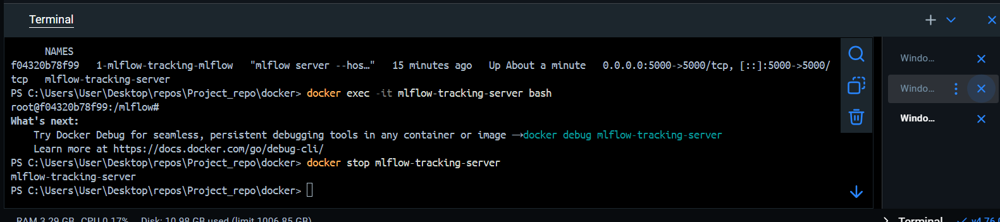 Terminal
NAMES
f04320b78f99 1-mlflow-tracking-mlflow "mlflow server --hos…" 15 minutes ago Up About a minute 0.0.0.0:5000->5000/tcp, [::]:5000->5000/
tcp mlflow-tracking-server
PS C:\Users\User\Desktop\repos\Project_repo\docker> docker exec -it mlflow-tracking-server bash
root@f04320b78f99:/mlflow#
What's next:
Try Docker Debug for seamless, persistent debugging tools in any container or image →docker debug mlflow-tracking-server
Learn more at https://docs.docker.com/go/debug-cli/
PS C:\Users\User\Desktop\repos\Project_repo\docker> docker stop mlflow-tracking-server
mlflow-tracking-server
PS C:\Users\User\Desktop\repos\Project_repo\docker>
Windo...
Windo...
Windo...
RAM 3.29 GB CPU 0.17% Disk: 10.98 GB used (limit 1006.85 GB)
Terminal